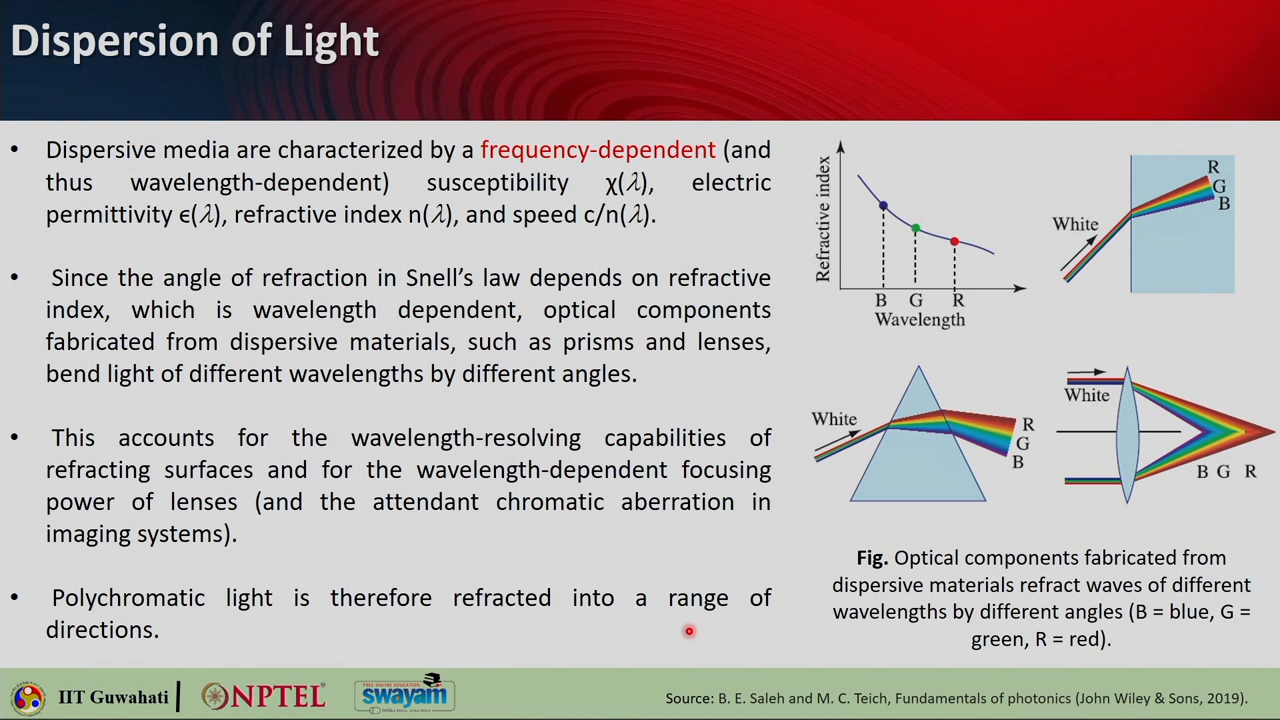 Dispersion of Light
• Dispersive media are characterized by a frequency-dependent (and
thus wavelength-dependent) susceptibility χ(λ), electric
permittivity ϵ(λ), refractive index n(λ), and speed c/n(λ).
• Since the angle of refraction in Snell’s law depends on refractive
index, which is wavelength dependent, optical components
fabricated from dispersive materials, such as prisms and lenses,
bend light of different wavelengths by different angles.
• This accounts for the wavelength-resolving capabilities of
refracting surfaces and for the wavelength-dependent focusing
power of lenses (and the attendant chromatic aberration in
imaging systems).
• Polychromatic light is therefore refracted into a range of
directions.
Refractive index
B G R
Wavelength
White
R
G
B
White
R
G
B
White
B G R
Fig. Optical components fabricated from
dispersive materials refract waves of different
wavelengths by different angles (B = blue, G =
green, R = red).
IIT Guwahati
NPTEL
FREE ONLINE EDUCATION
swayam
Source: B. E. Saleh and M. C. Teich, Fundamentals of photonics,(John Wiley & Sons, 2019).